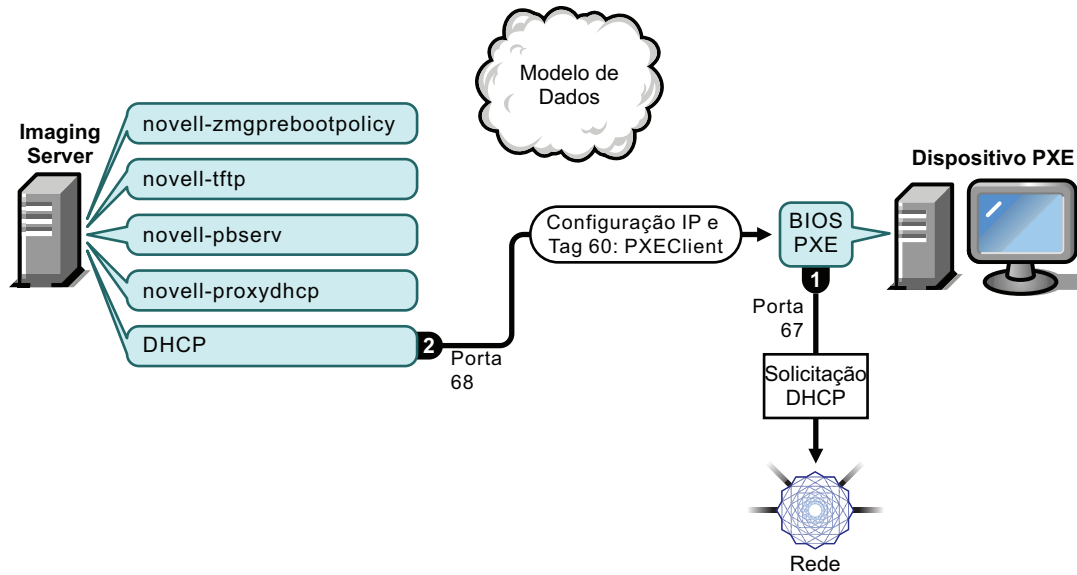 Modelo de
Dados
Imaging
Server
novell-zmgprebootpolicy
novell-tftp
novell-pbserv
novell-proxydhcp
DHCP
2
Porta
68
Configuração IP e
Tag 60: PXEClient
BIOS
PXE
1
Dispositivo PXE
Porta
67
Solicitação
DHCP
Rede